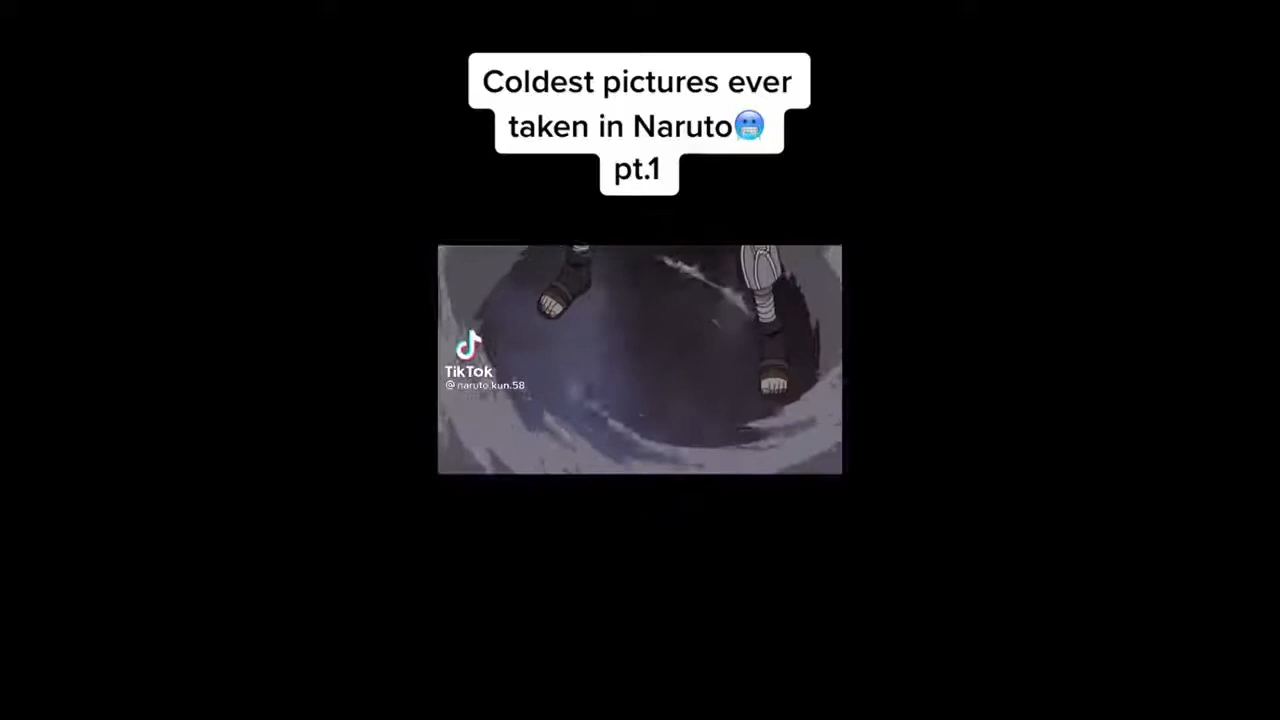 Coldest pictures ever
taken in Naruto🥶
pt.1
TikTok
@naruto.kun.58